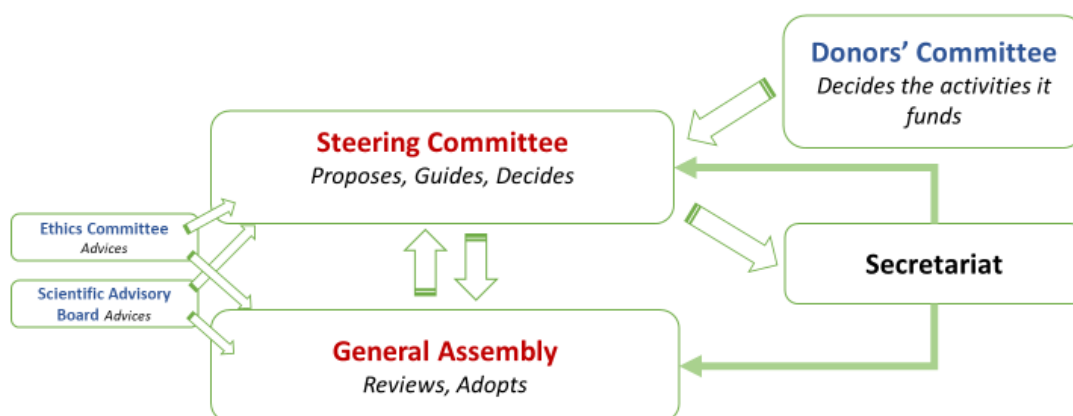 Donors' Committee
Decides the activities it
funds
Steering Committee
Proposes, Guides, Decides
Ethics Committee
Advices
Scientific Advisory
Board Advices
Secretariat
General Assembly
Reviews, Adopts